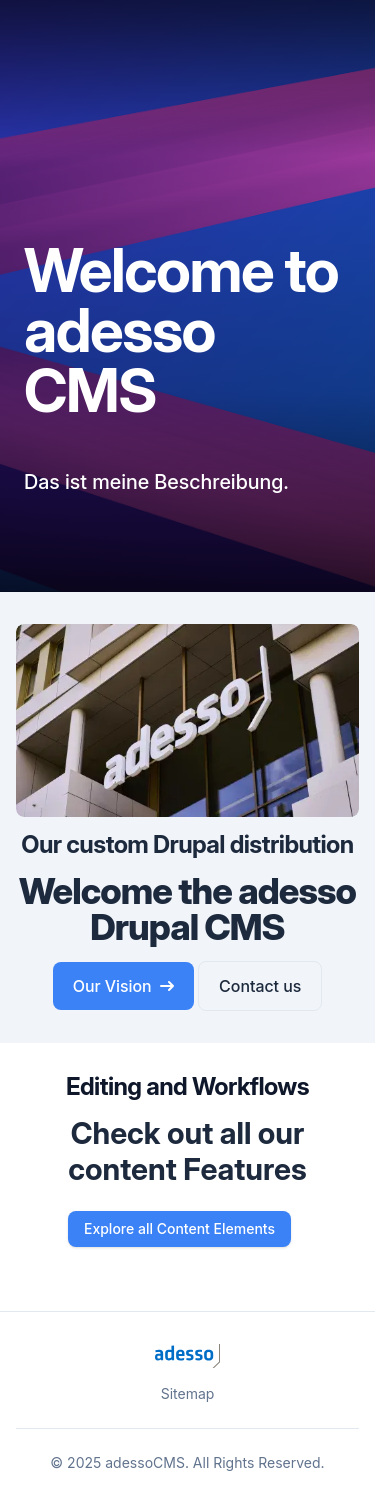 Welcome to
adesso
CMS
Das ist meine Beschreibung.
adesso
Our custom Drupal distribution
Welcome the adesso
Drupal CMS
Our Vision
Contact us
Editing and Workflows
Check out all our
content Features
Explore all Content Elements
adesso
Sitemap
© 2025 adessoCMS. All Rights Reserved.